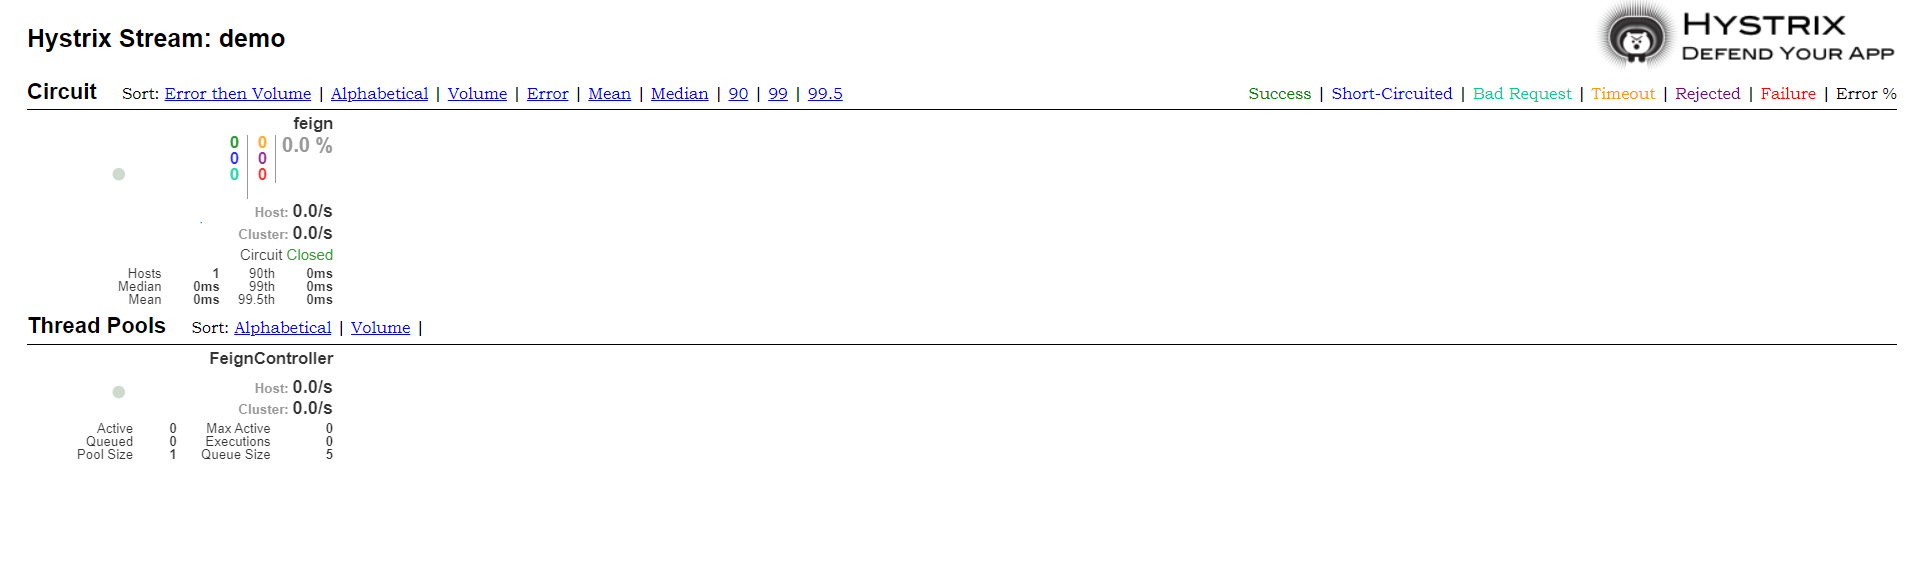 Hystrix Stream: demo
HYSTRIX
DEFEND YOUR APP
Circuit Sort: Error then Volume | Alphabetical | Volume | Error | Mean | Median | 90 | 99 | 99.5
Success | Short-Circuited | Bad Request | Timeout | Rejected | Failure | Error %
feign
0 0 0.0 %
0 0
0 0
Host: 0.0/s
Cluster: 0.0/s
Circuit Closed
Hosts 1 90th 0ms
Median 0ms 99th 0ms
Mean 0ms 99.5th 0ms
Thread Pools Sort: Alphabetical | Volume |
FeignController
Host: 0.0/s
Cluster: 0.0/s
Active 0 Max Active 0
Queued 0 Executions 0
Pool Size 1 Queue Size 5